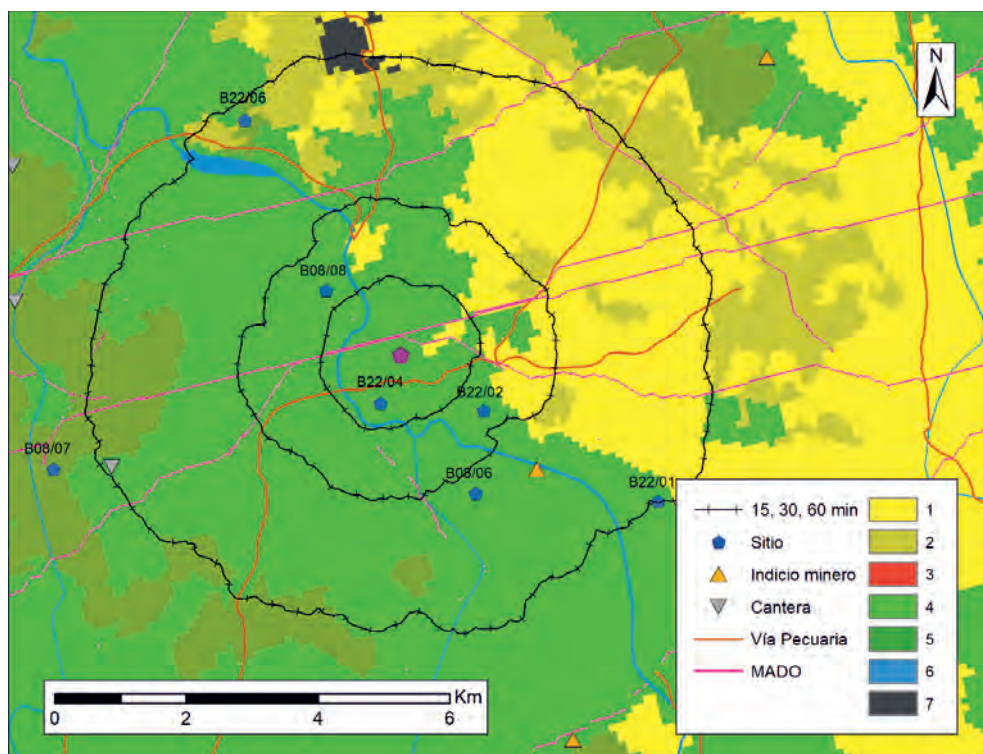 N
B22/06
B08/08
B22/04
B22/02
B08/07
B08/06
B22/01
15, 30, 60 min
Sitio
Indicio minero
Cantera
Vía Pecuaria
MADO
1
2
3
4
5
6
7
Km
0 2 4 6